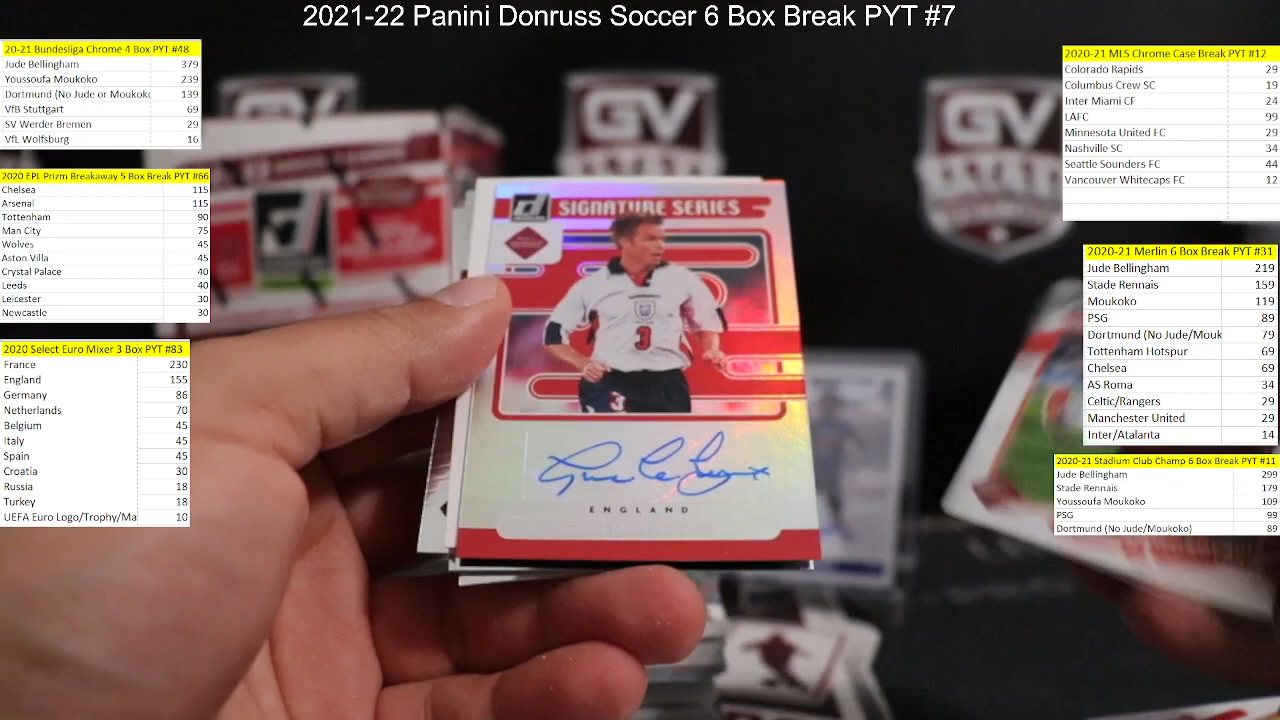 2021-22 Panini Donruss Soccer 6 Box Break PYT #7
20-21 Bundesliga Chrome 4 Box PYT #48
Jude Bellingham 379
Youssoufa Moukoko 239
Dortmund (No Jude or Moukoko 139
VfB Stuttgart 69
SV Werder Bremen 29
VfL Wolfsburg 16
2020 EPL Prizm Breakaway 5 Box Break PYT #66
Chelsea 115
Arsenal 115
Tottenham 90
Man City 75
Wolves 45
Aston Villa 45
Crystal Palace 40
Leeds 40
Leicester 30
Newcastle 30
2020 Select Euro Mixer 3 Box PYT #83
France 230
England 155
Germany 86
Netherlands 70
Belgium 45
Italy 45
Spain 45
Croatia 30
Russia 18
Turkey 18
UEFA Euro Logo/Trophy/Ma 10
GV
GV
GV
SIGNATURE SERIES
3
3
ENGLAND
2020-21 MLS Chrome Case Break PYT #12
Colorado Rapids 29
Columbus Crew SC 19
Inter Miami CF 24
LAFC 99
Minnesota United FC 29
Nashville SC 34
Seattle Sounders FC 44
Vancouver Whitecaps FC 12
2020-21 Merlin 6 Box Break PYT #31
Jude Bellingham 219
Stade Rennais 159
Moukoko 119
PSG 89
Dortmund (No Jude/Mouk 79
Tottenham Hotspur 69
Chelsea 69
AS Roma 34
Celtic/Rangers 29
Manchester United 29
Inter/Atalanta 14
2020-21 Stadium Club Champ 6 Box Break PYT #11
Jude Bellingham 299
Stade Rennais 179
Youssoufa Moukoko 109
PSG 99
Dortmund (No Jude/Moukoko) 89